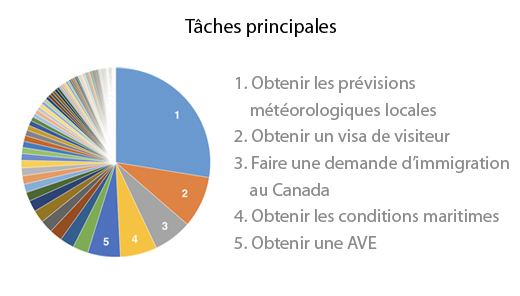 Tâches principales
1
2
3
4
5
1. Obtenir les prévisions
météorologiques locales
2. Obtenir un visa de visiteur
3. Faire une demande d’immigration
au Canada
4. Obtenir les conditions maritimes
5. Obtenir une AVE